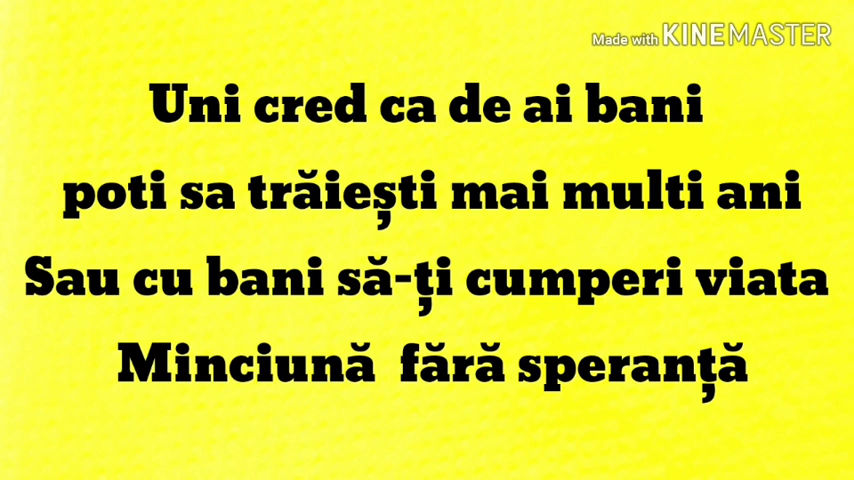 Made with KINEMASTER
Uni cred ca de ai bani
poti sa trăiești mai multi ani
Sau cu bani să-ți cumperi viata
Minciună fără speranță